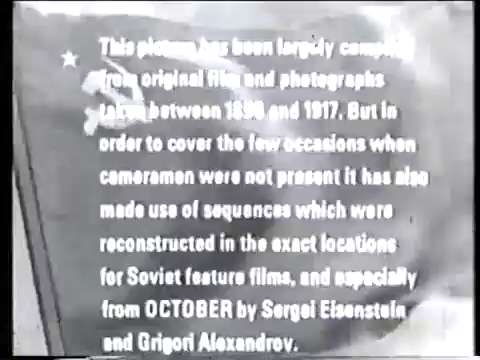 This picture has been largely compiled
from original film and photographs
taken between 1896 and 1917. But in
order to cover the few occasions when
cameramen were not present it has also
made use of sequences which were
reconstructed in the exact locations
for Soviet feature films, and especially
from OCTOBER by Sergei Eisenstein
and Grigori Alexandrov.